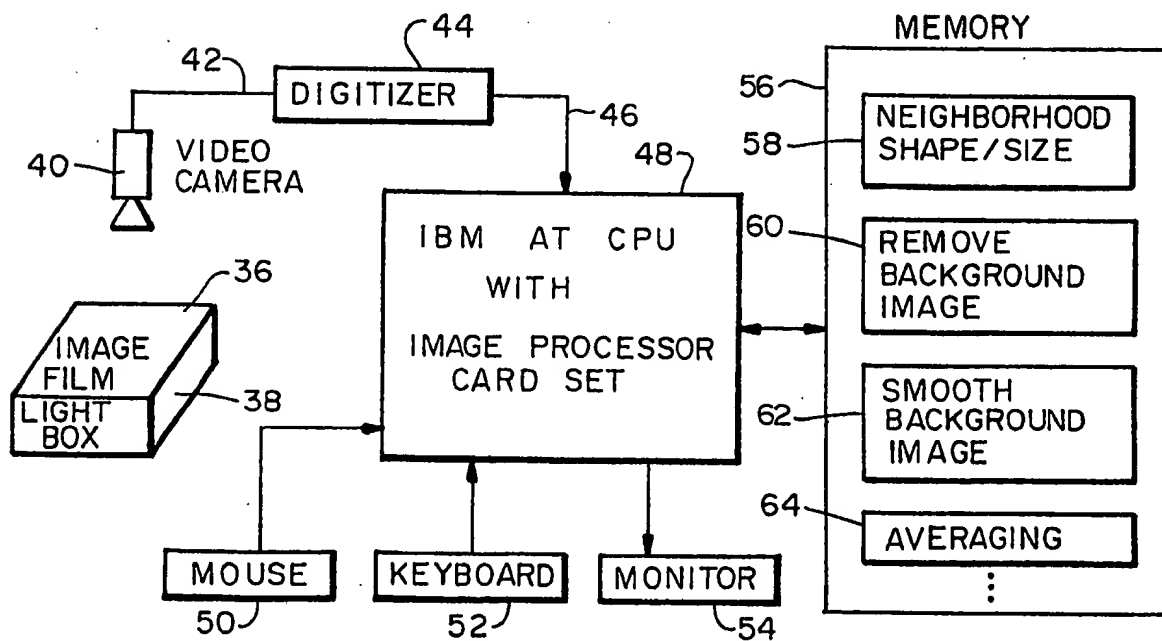 MEMORY
44
42
DIGITIZER
46
56
58
NEIGHBORHOOD
SHAPE/SIZE
40
VIDEO
CAMERA
48
IBM AT CPU
WITH
IMAGE PROCESSOR
CARD SET
60
REMOVE
BACKGROUND
IMAGE
36
IMAGE
FILM
38
LIGHT
BOX
62
SMOOTH
BACKGROUND
IMAGE
64
AVERAGING
MOUSE
50
KEYBOARD
52
MONITOR
54